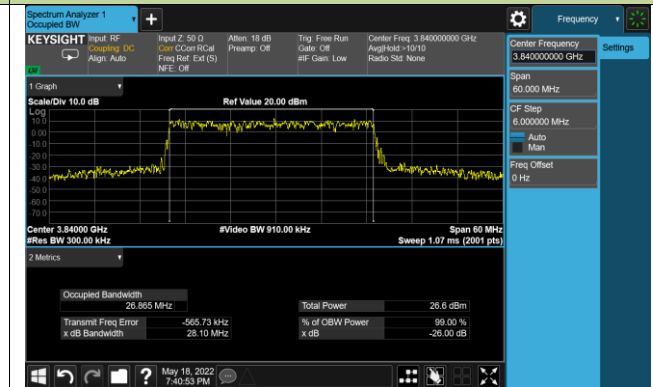 Spectrum Analyzer 1
Occupied BW
+
Frequency
KEYSIGHT
Input: RF
Coupling: DC
Align: Auto
Input Z: 50 Ω
Corr CCorr RCal
Freq Ref: Ext (S)
NFE: Off
Atten: 18 dB
Preamp: Off
Trig: Free Run
Gate: Off
#IF Gain: Low
Center Freq: 3.840000000 GHz
Avg|Hold:>10/10
Radio Std: None
Center Frequency
3.840000000 GHz
Settings
Span
60.000 MHz
CF Step
6.000000 MHz
Auto
Man
Freq Offset
0 Hz
1 Graph
Scale/Div 10.0 dB
Ref Value 20.00 dBm
Log
10.0
0.00
-10.0
-20.0
-30.0
-40.0
-50.0
-60.0
-70.0
Center 3.84000 GHz
#Video BW 910.00 kHz
Span 60 MHz
#Res BW 300.00 kHz
Sweep 1.07 ms (2001 pts)
2 Metrics
Occupied Bandwidth
26.865 MHz
Total Power
26.6 dBm
Transmit Freq Error
-565.73 kHz
% of OBW Power
99.00 %
x dB Bandwidth
28.10 MHz
x dB
-26.00 dB
?
May 18, 2022
7:40:53 PM